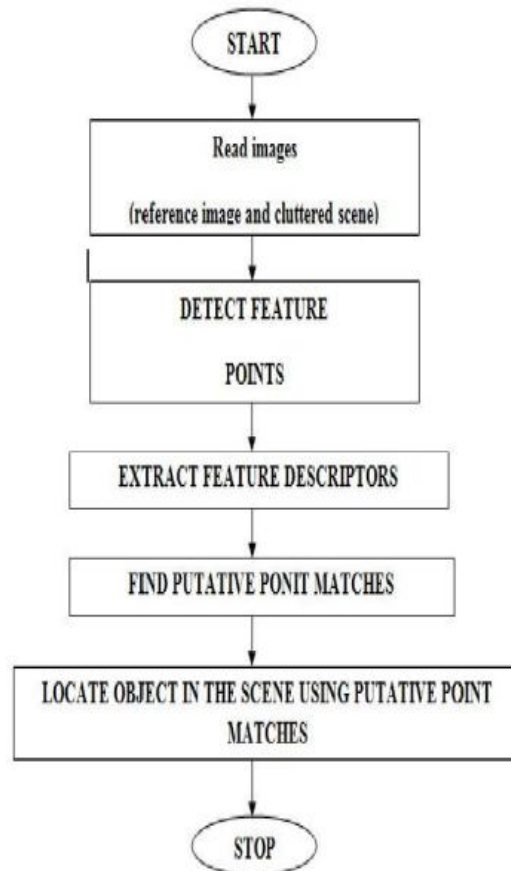 START
Read images
(reference image and cluttered scene)
DETECT FEATURE
POINTS
EXTRACT FEATURE DESCRIPTORS
FIND PUTATIVE PONIT MATCHES
LOCATE OBJECT IN THE SCENE USING PUTATIVE POINT
MATCHES
STOP